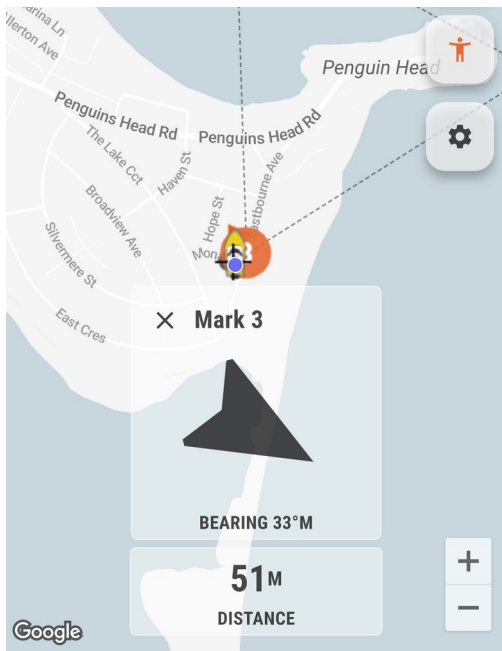 Allerton Ave
Penguin Head
Penguins Head Rd
Penguins Head Rd
The Lake Cct
Haven St
Broadview Ave
Hope St
Silvermere St
East Cres
Mark 3
BEARING 33°M
51M
DISTANCE
+
−
Google